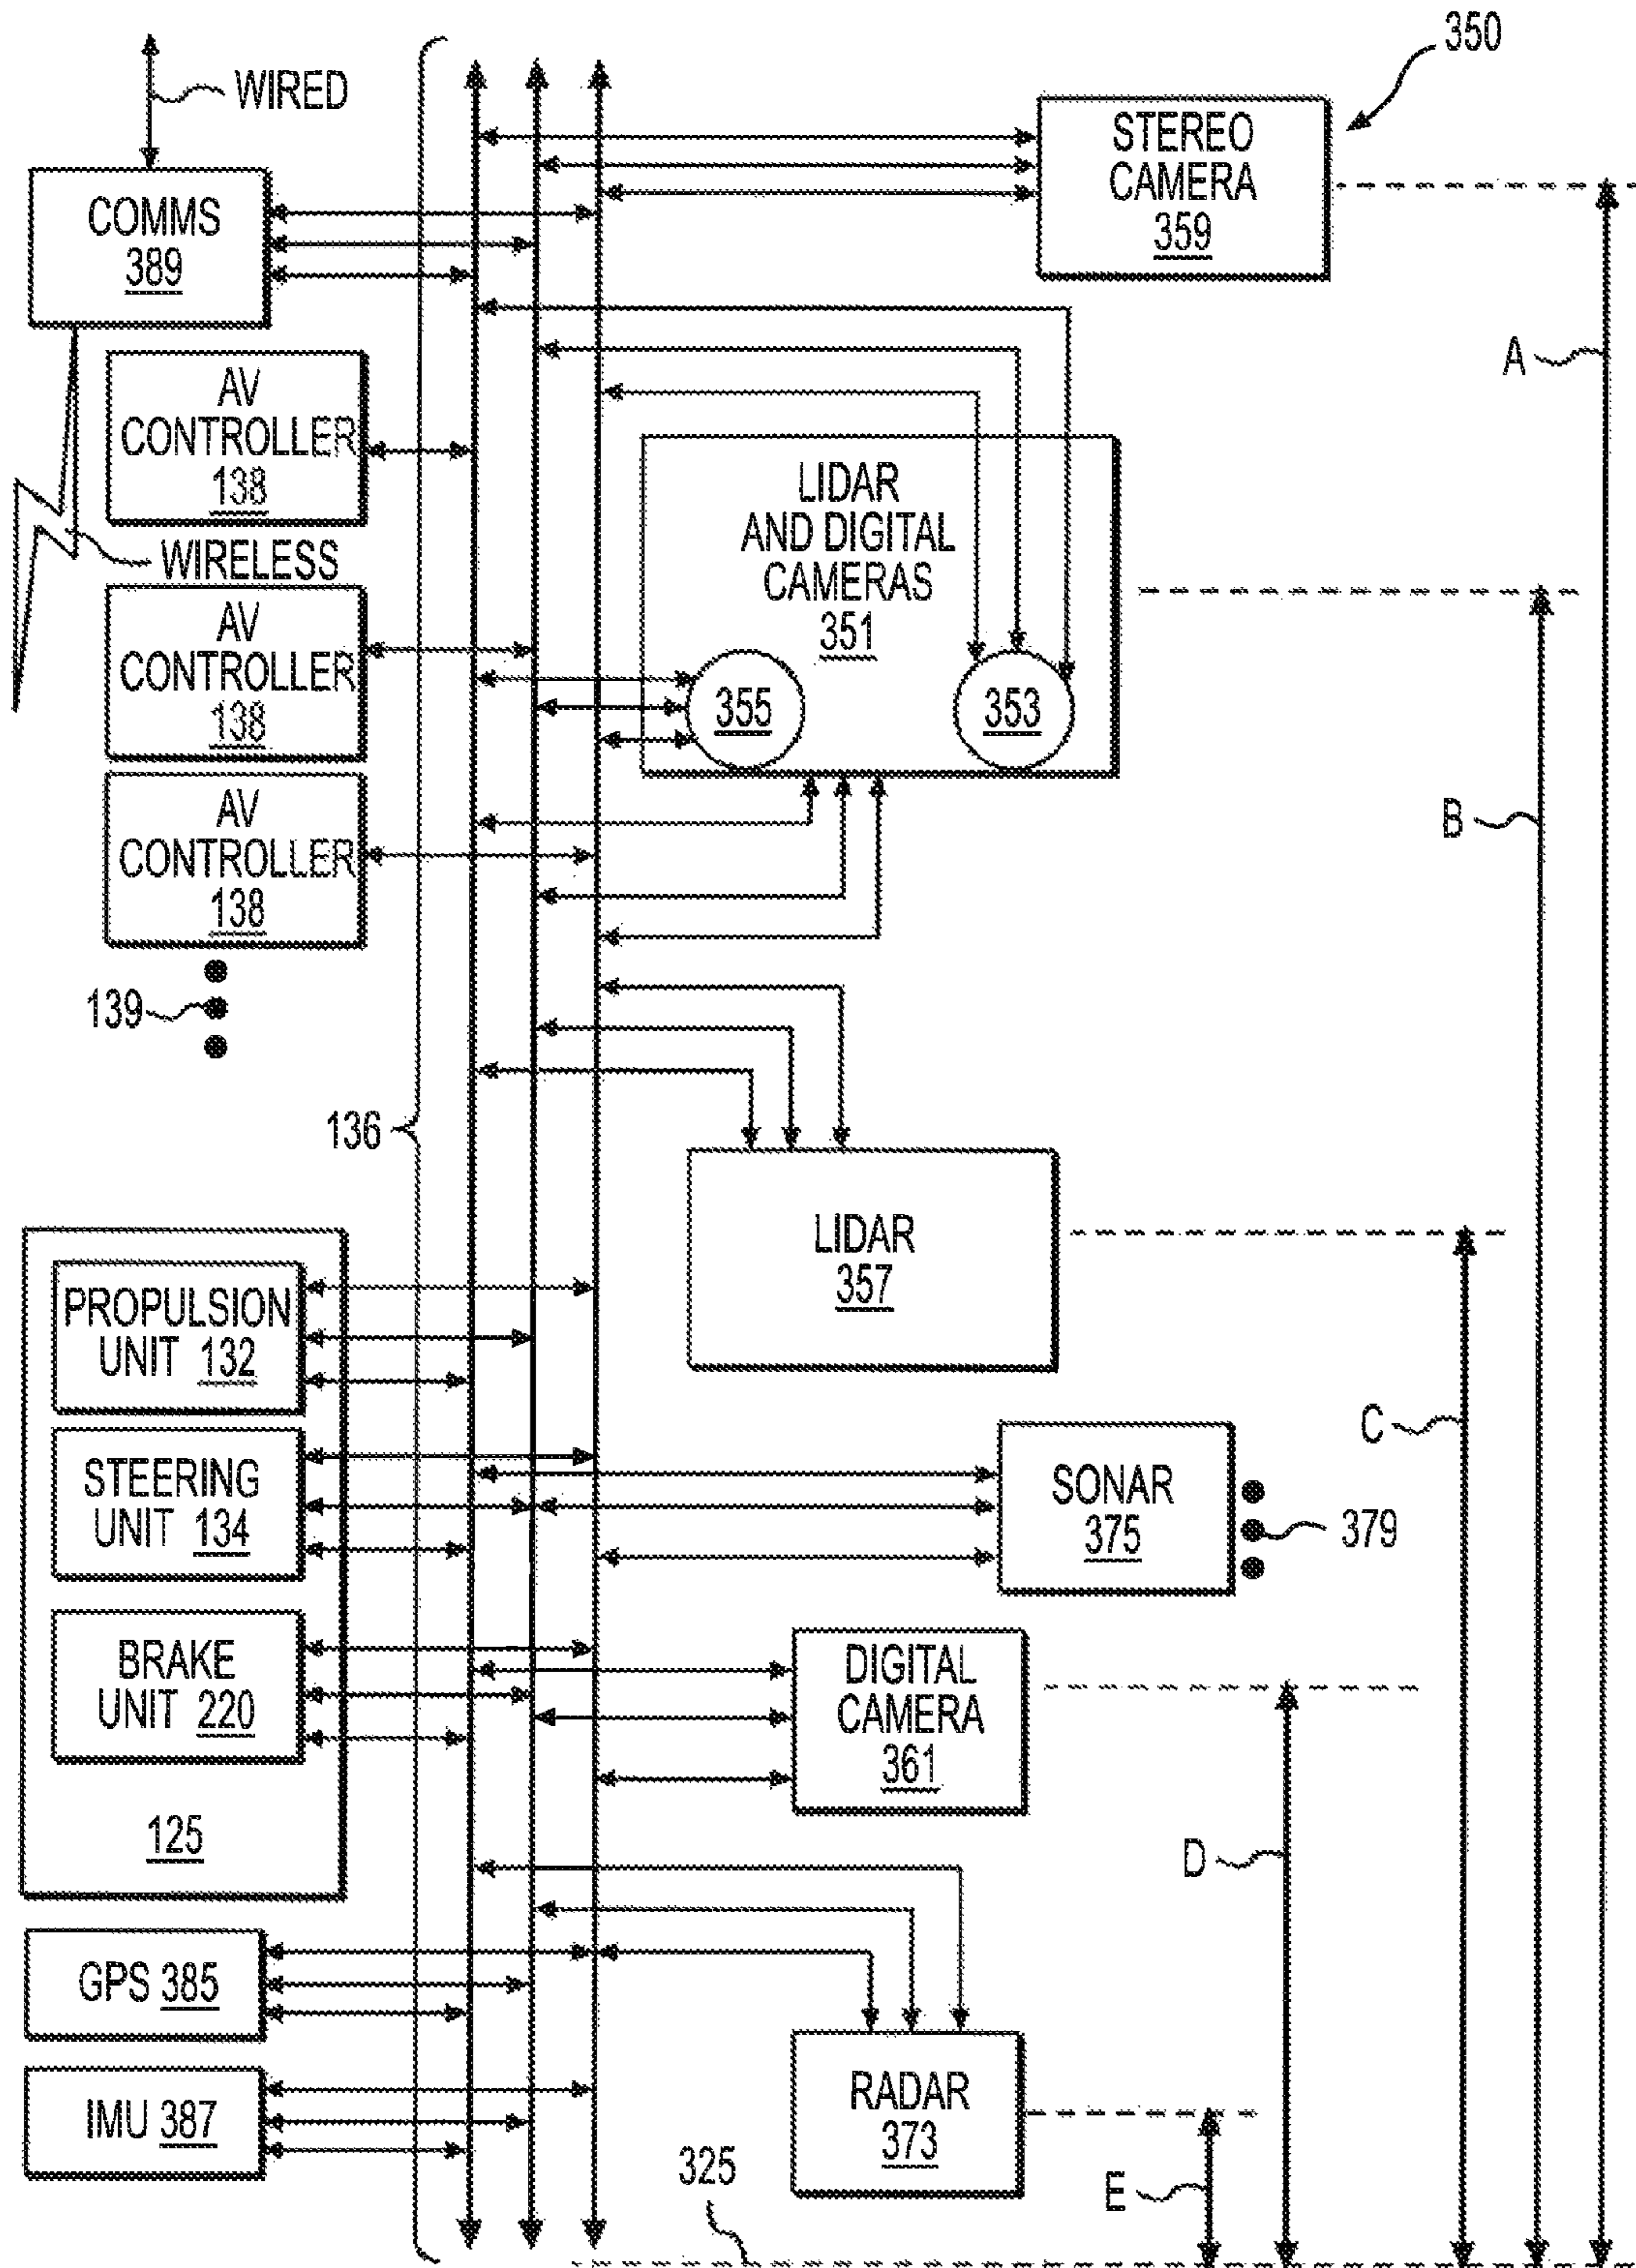 350
WIRED
STEREO
CAMERA
359
COMMS
389
A
AV
CONTROLLER
138
LIDAR
AND DIGITAL
CAMERAS
351
WIRELESS
AV
CONTROLLER
138
355
353
B
AV
CONTROLLER
138
139
136
LIDAR
357
PROPULSION
UNIT 132
C
STEERING
UNIT 134
SONAR
375
379
BRAKE
UNIT 220
DIGITAL
CAMERA
361
125
D
GPS 385
RADAR
373
IMU 387
325
E